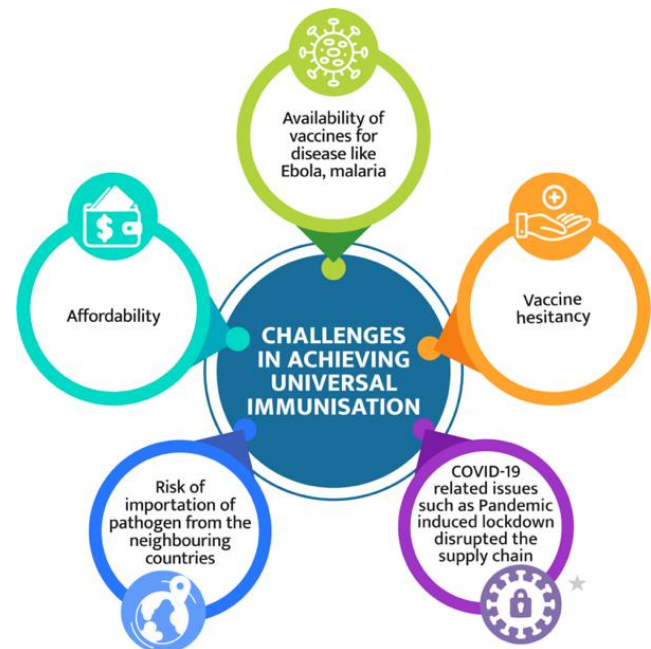 Availability of
vaccines for
disease like
Ebola, malaria
Affordability
$
Vaccine
hesitancy
CHALLENGES
IN ACHIEVING
UNIVERSAL
IMMUNISATION
Risk of
importation of
pathogen from the
neighbouring
countries
COVID-19
related issues
such as Pandemic
induced lockdown
disrupted the
supply chain